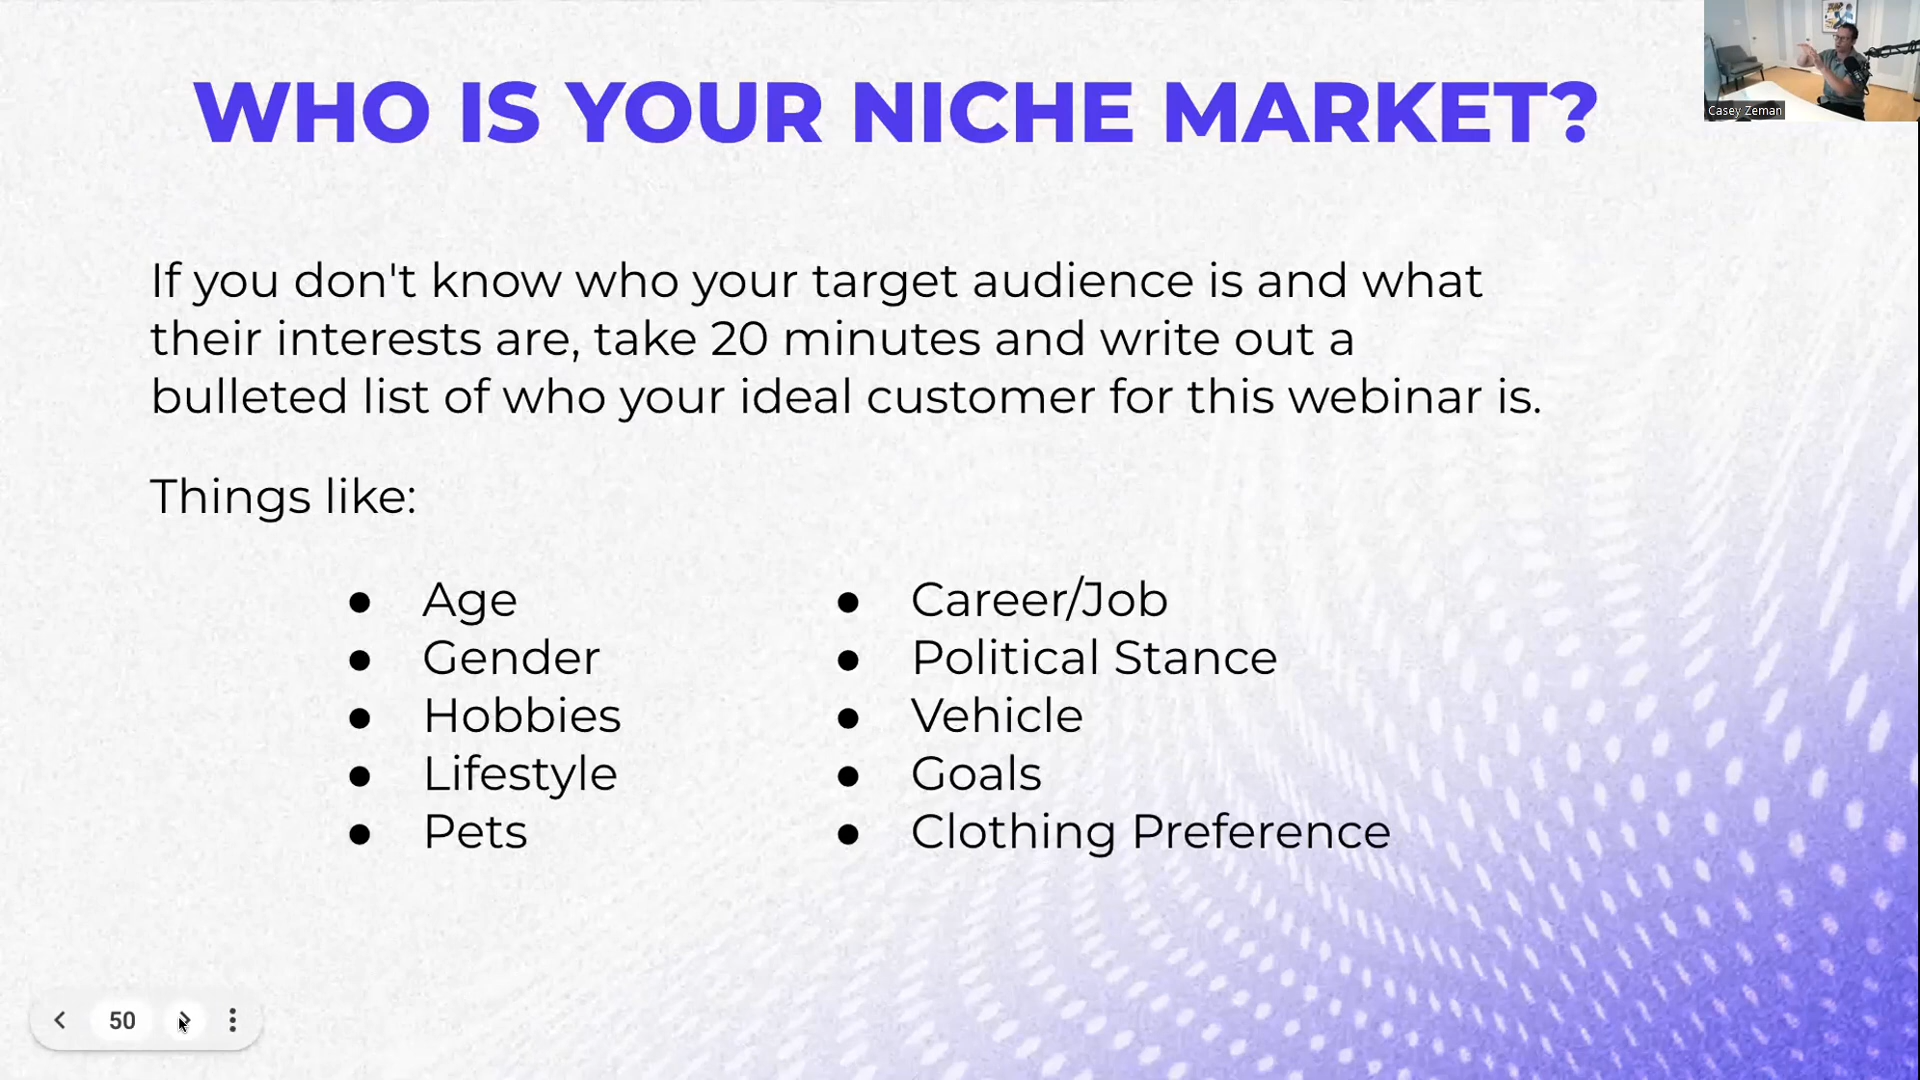 WHO IS YOUR NICHE MARKET?
Casey Zeman
If you don't know who your target audience is and what
their interests are, take 20 minutes and write out a
bulleted list of who your ideal customer for this webinar is.
Things like:
● Age
● Gender
● Hobbies
● Lifestyle
● Pets
● Career/Job
● Political Stance
● Vehicle
● Goals
● Clothing Preference
50